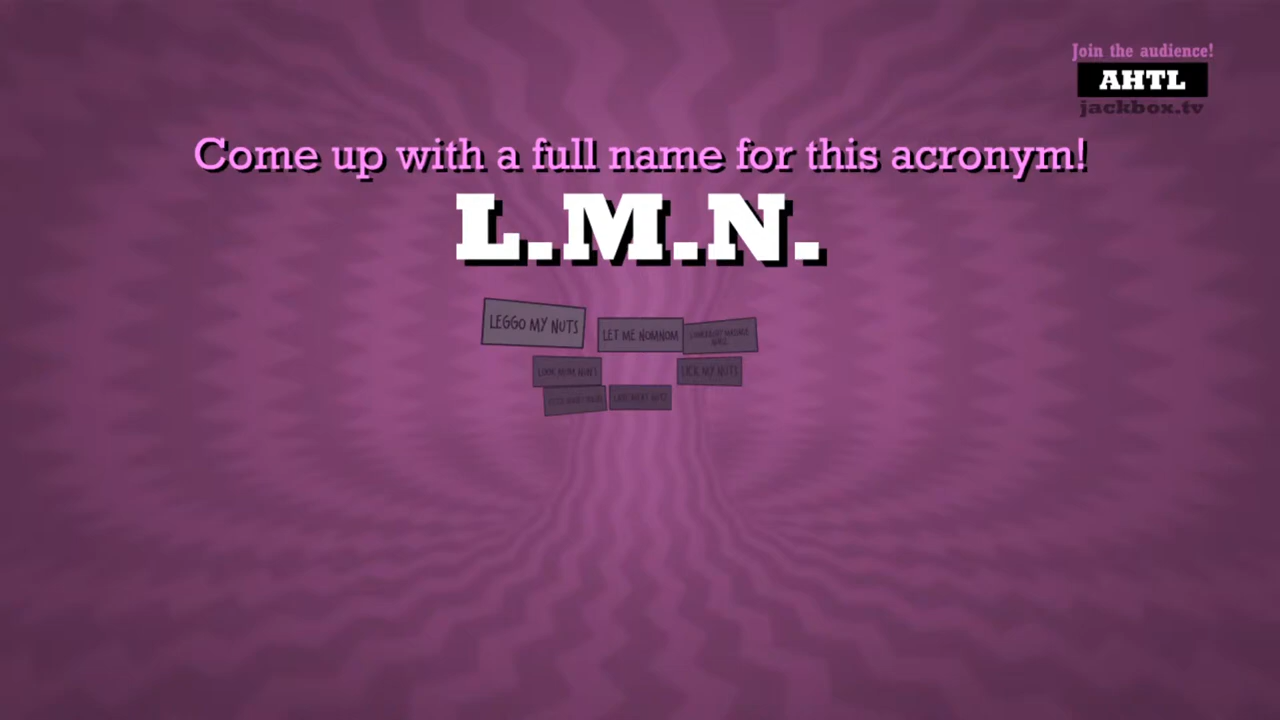 Join the audience!
AHTL
jackbox.tv
Come up with a full name for this acronym!
L.M.N.
LEGGO MY NUTS
LET ME NOMNOM
LICK MY NUTS